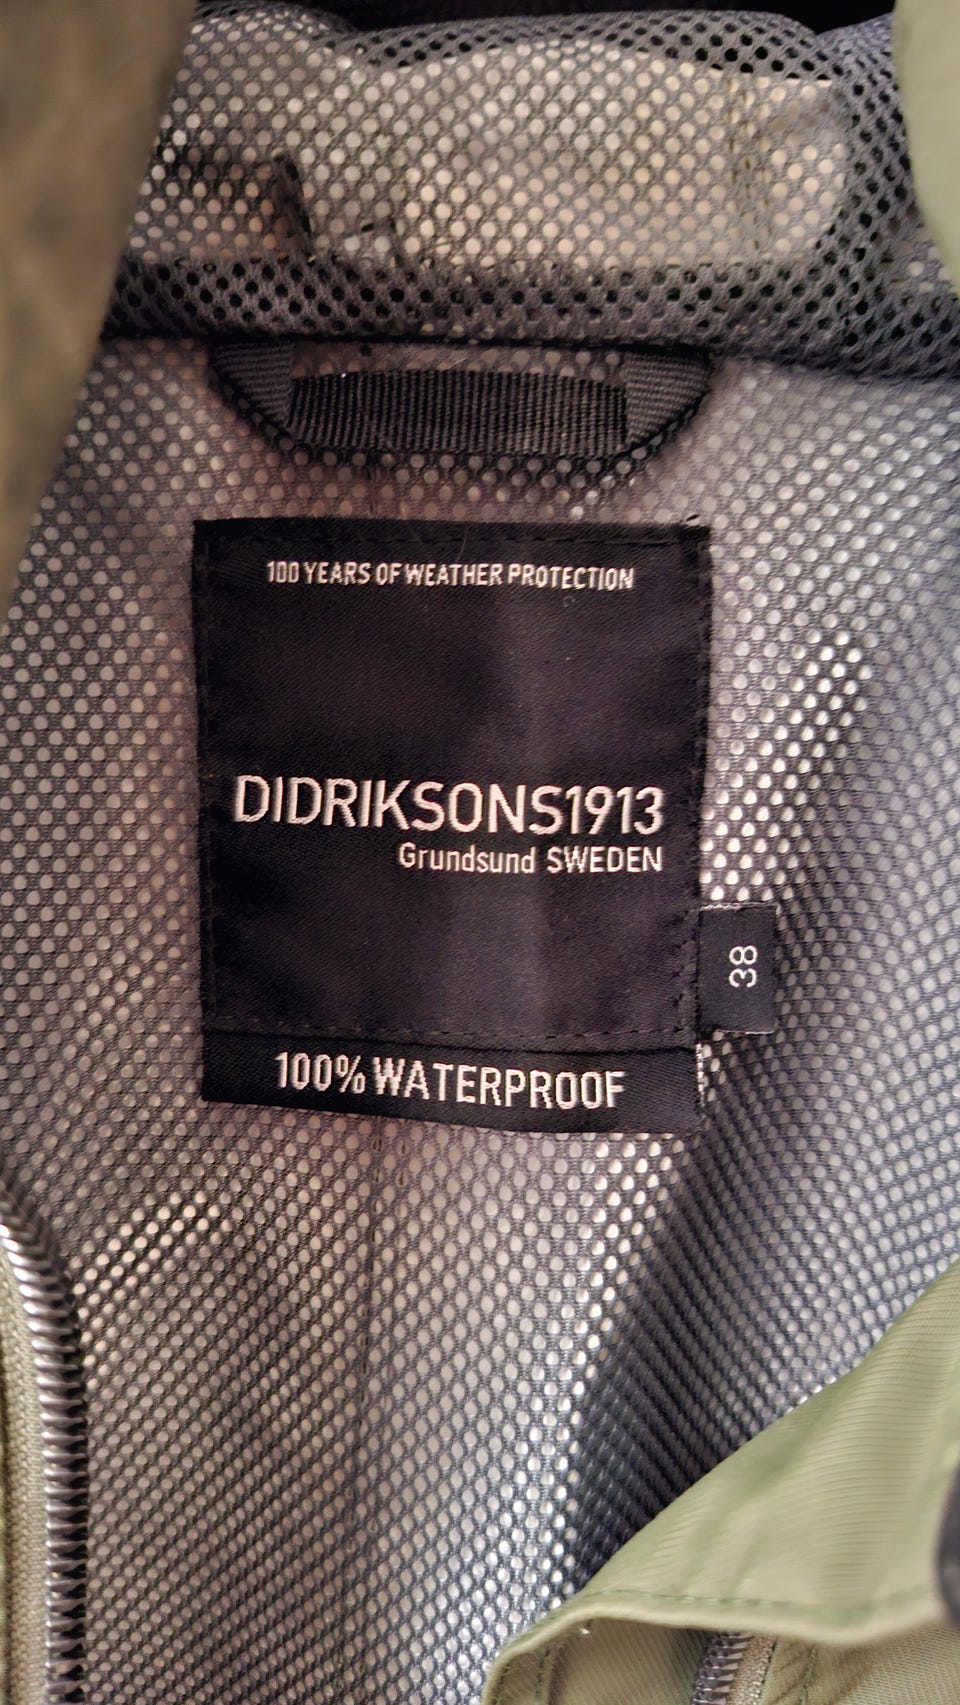 100 YEARS OF WEATHER PROTECTION
DIDRIKSONS1913
Grundsund SWEDEN
38
100% WATERPROOF